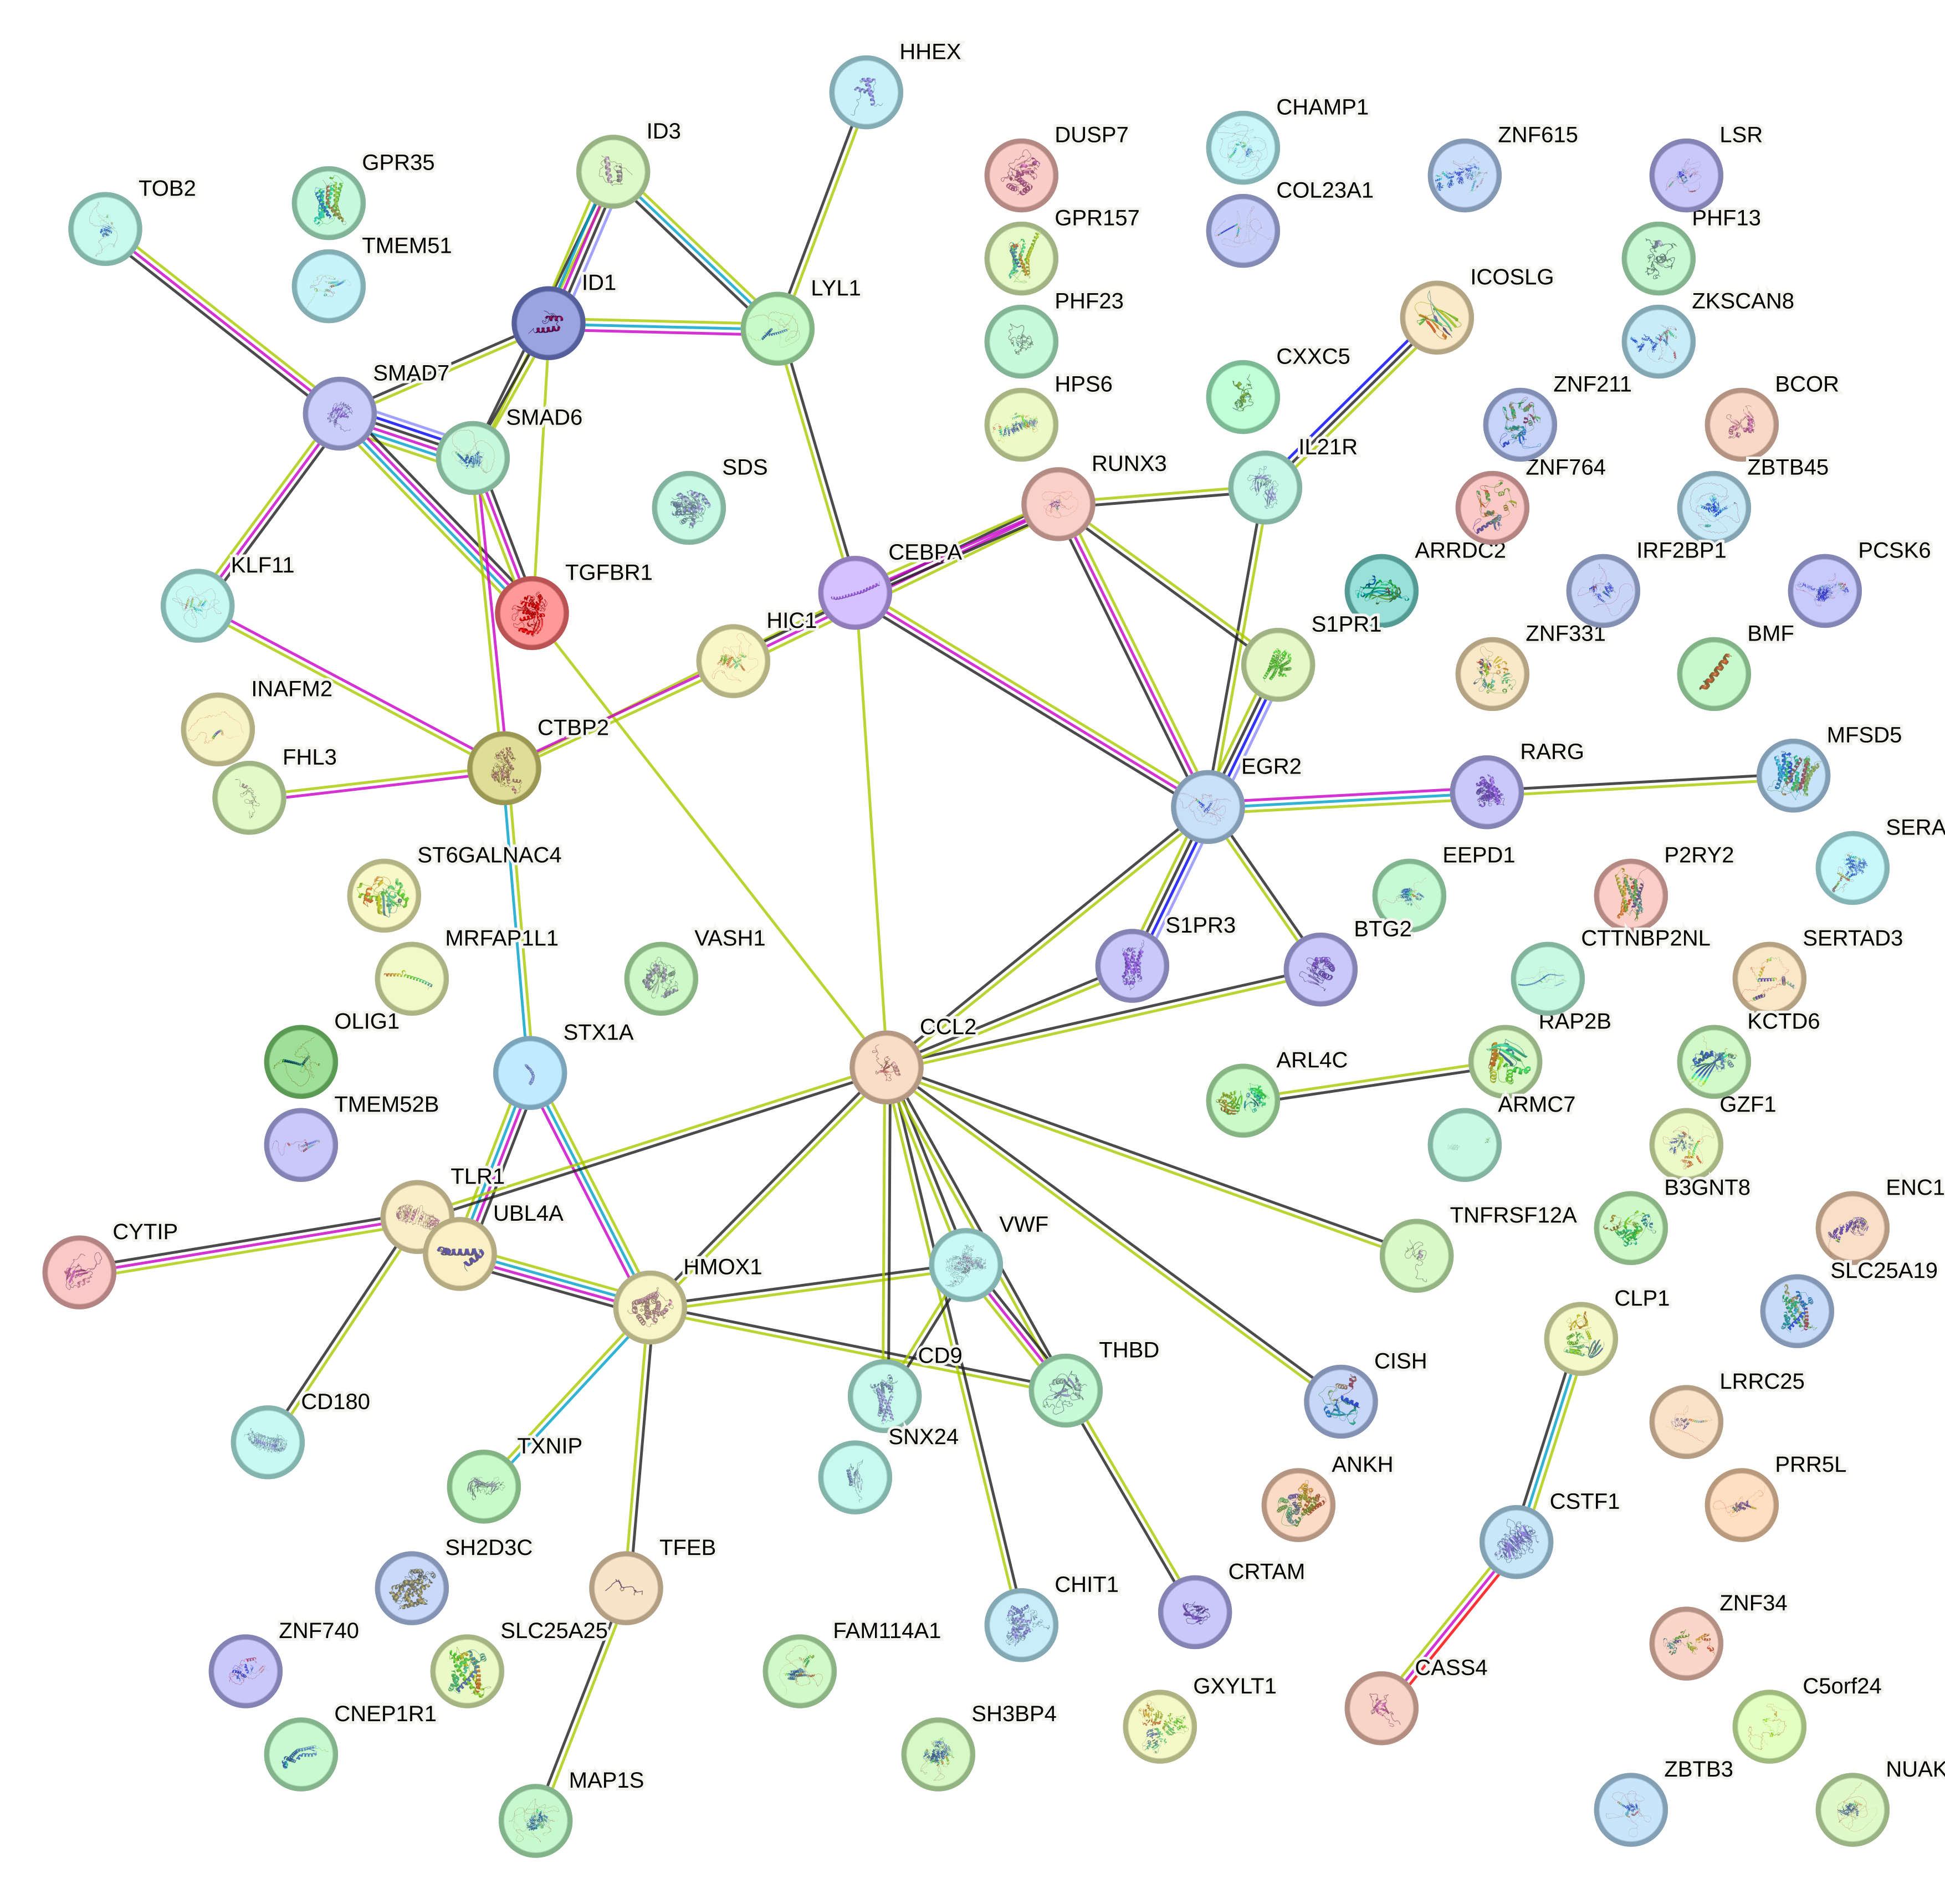 HHEX
CHAMP1
ID3
DUSP7
ZNF615
LSR
GPR35
TOB2
COL23A1
GPR157
PHF13
TMEM51
ICOSLG
ID1
LYL1
PHF23
ZKSCAN8
CXXC5
SMAD7
HPS6
ZNF211
BCOR
SMAD6
IL21R
RUNX3
SDS
ZNF764
ZBTB45
CEBPA
ARRDC2
IRF2BP1
PCSK6
KLF11
TGFBR1
HIC1
S1PR1
ZNF331
BMF
INAFM2
CTBP2
MFSD5
FHL3
EGR2
RARG
SERA
ST6GALNAC4
EEPD1
P2RY2
S1PR3
BTG2
MRFAP1L1
VASH1
CTTNBP2NL
SERTAD3
OLIG1
STX1A
CCL2
RAP2B
KCTD6
ARL4C
TMEM52B
ARMC7
GZF1
TLR1
B3GNT8
ENC1
UBL4A
TNFRSF12A
CYTIP
VWF
HMOX1
SLC25A19
CLP1
CD9
THBD
CISH
LRRC25
CD180
TXNIP
SNX24
ANKH
PRR5L
CSTF1
SH2D3C
TFEB
CRTAM
CHIT1
ZNF34
ZNF740
SLC25A25
FAM114A1
CASS4
GXYLT1
C5orf24
CNEP1R1
SH3BP4
ZBTB3
NUAK
MAP1S